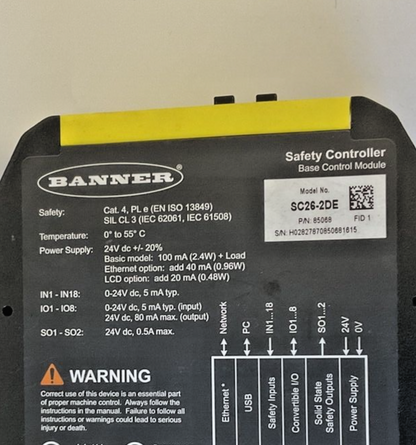 BANNER
Safety Controller
Base Control Module
Model No.
SC26-2DE
P/N: 85068 FID 1
S/N: H02827870850681615
Safety: Cat. 4, PL e (EN ISO 13849)
SIL CL 3 (IEC 62061, IEC 61508)
Temperature: 0° to 55° C
Power Supply: 24V dc +/- 20%
Basic model: 100 mA (2.4W) + Load
Ethernet option: add 40 mA (0.96W)
LCD option: add 20 mA (0.48W)
IN1 - IN18: 0-24V dc, 5 mA typ.
IO1 - IO8: 0-24V dc, 5 mA typ. (input)
24V dc, 80 mA max. (output)
SO1 - SO2: 24V dc, 0.5A max.
WARNING
Correct use of this device is an essential part
of proper machine control. Always follow the
instructions in the manual. Failure to follow all
instructions or warnings could lead to serious
injury or death.
Network
PC
IN1...18
IO1...8
SO1...2
24V
0V
Ethernet*
USB
Safety Inputs
Convertible I/O
Solid State
Safety Outputs
Power Supply